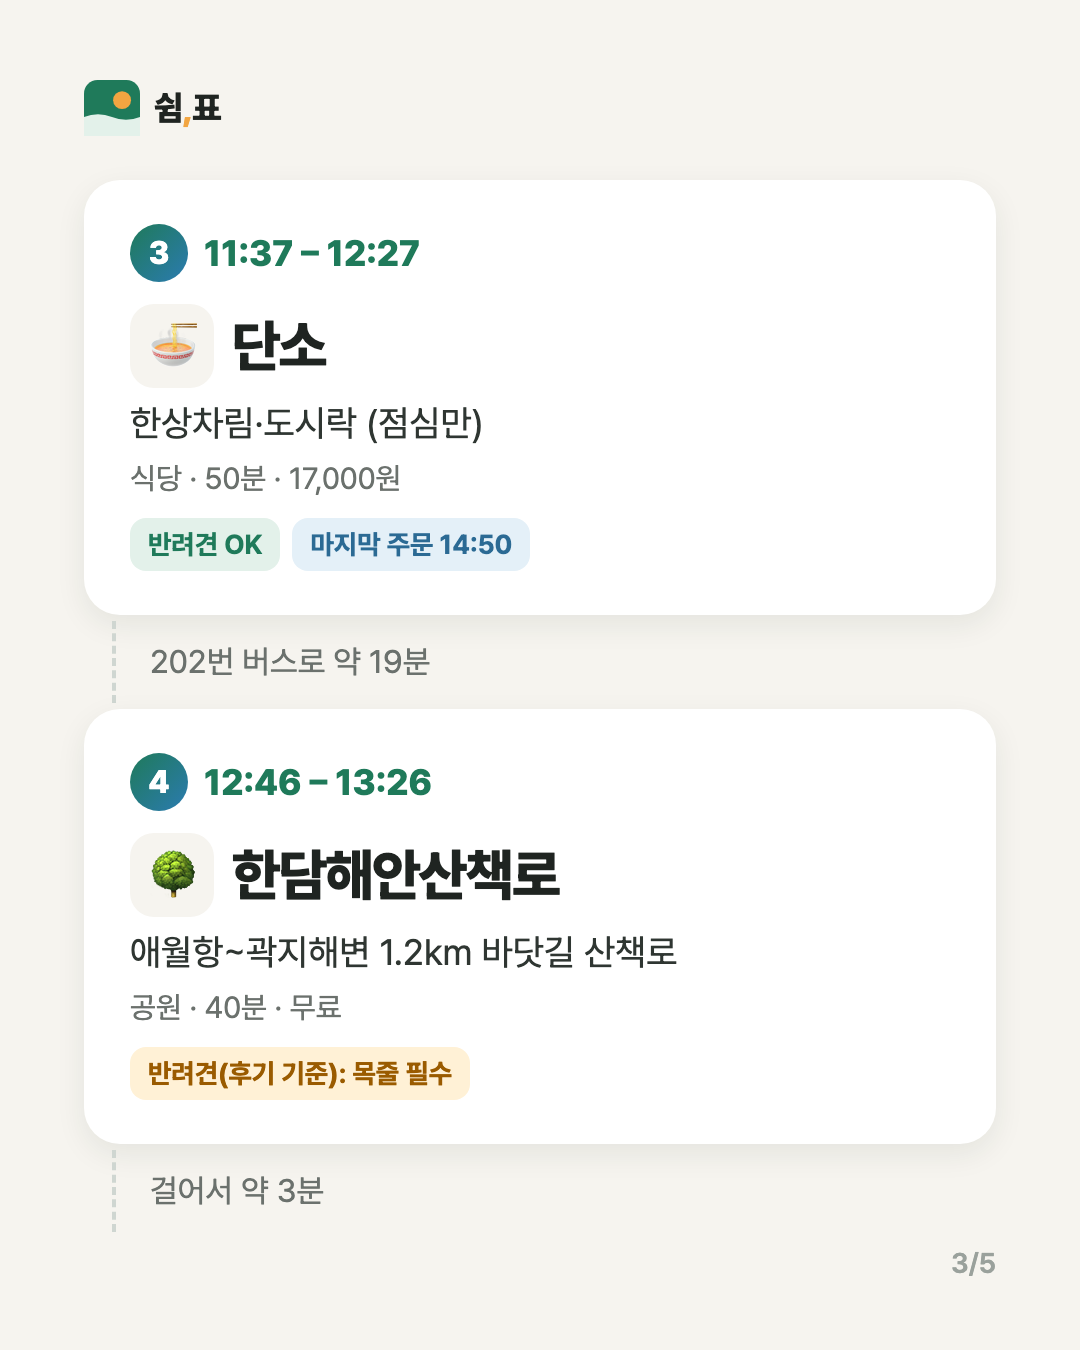 쉼,표
3 11:37 – 12:27
단소
한상차림·도시락 (점심만)
식당 · 50분 · 17,000원
반려견 OK 마지막 주문 14:50
202번 버스로 약 19분
4 12:46 – 13:26
한담해안산책로
애월항~곽지해변 1.2km 바닷길 산책로
공원 · 40분 · 무료
반려견(후기 기준): 목줄 필수
걸어서 약 3분
3/5